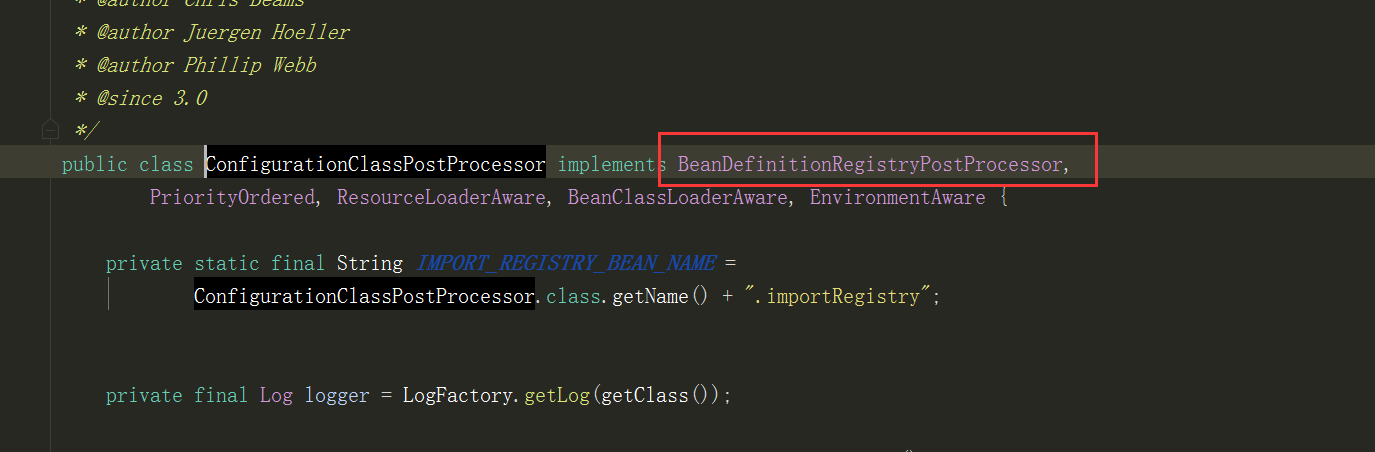 * @author Chris Beams
* @author Juergen Hoeller
* @author Phillip Webb
* @since 3.0
*/
public class ConfigurationClassPostProcessor implements BeanDefinitionRegistryPostProcessor,
PriorityOrdered, ResourceLoaderAware, BeanClassLoaderAware, EnvironmentAware {
private static final String IMPORT_REGISTRY_BEAN_NAME =
ConfigurationClassPostProcessor.class.getName() + ".importRegistry";
private final Log logger = LogFactory.getLog(getClass());